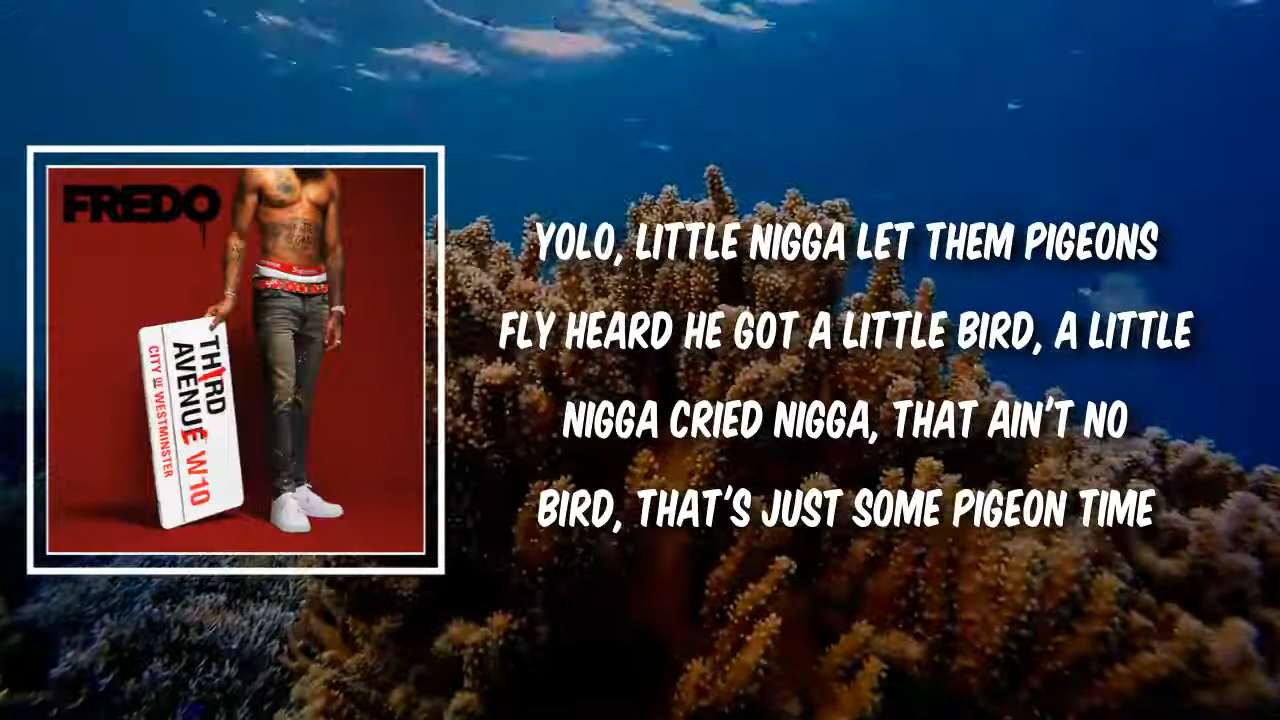 FREDO
Supreme
THIRD
AVENUE W10
CITY OF WESTMINSTER
YOLO, LITTLE NIGGA LET THEM PIGEONS
FLY HEARD HE GOT A LITTLE BIRD, A LITTLE
NIGGA CRIED NIGGA, THAT AIN'T NO
BIRD, THAT'S JUST SOME PIGEON TIME